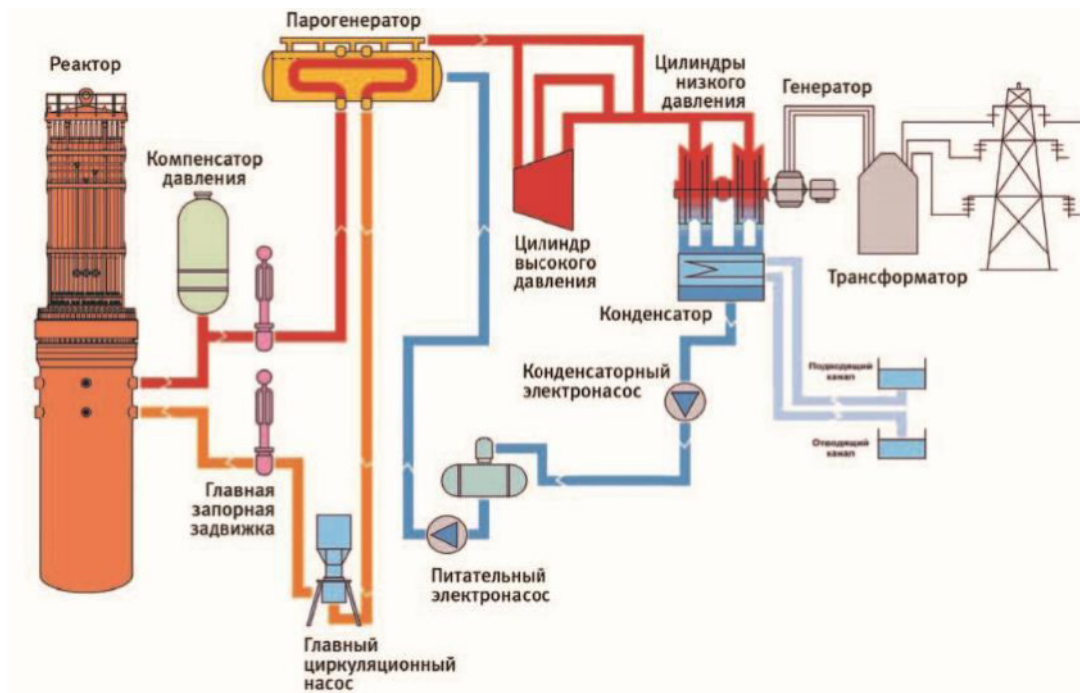 Парогенератор
Реактор
Компенсатор
давления
Цилиндры
низкого
давления
Генератор
Цилиндр
высокого
давления
Трансформатор
Конденсатор
Конденсаторный
электронасос
Подводящий
канал
Отводящий
канал
Главная
запорная
задвижка
Питательный
электронасос
Главный
циркуляционный
насос